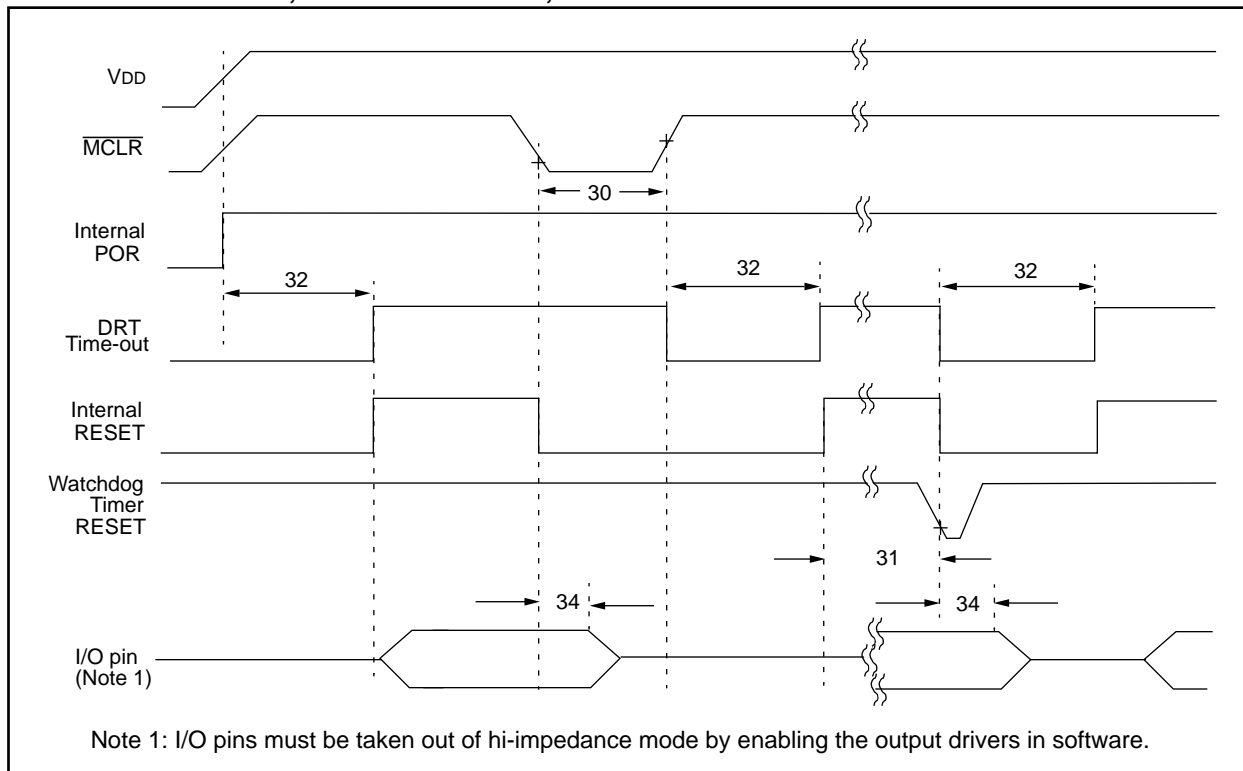 VDD
MCLR
30
Internal
POR
32
32
32
DRT
Time-out
Internal
RESET
Watchdog
Timer
RESET
31
34
34
I/O pin
(Note 1)
Note 1: I/O pins must be taken out of hi-impedance mode by enabling the output drivers in software.